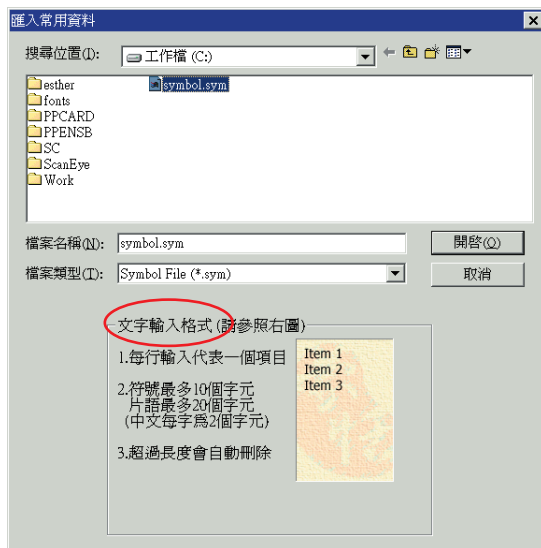 匯入常用資料
搜尋位置(I): 工作檔 (C:)
esther
fonts
PPCARD
PPENSB
SC
ScanEye
Work
symbol.sym
檔案名稱(N): symbol.sym 開啓(O)
檔案類型(T): Symbol File (*.sym) 取消
文字輸入格式 (請參照右圖)
1.每行輸入代表一個項目
2.符號最多10個字元
片語最多20個字元
(中文每字爲2個字元)
3.超過長度會自動刪除
Item 1
Item 2
Item 3